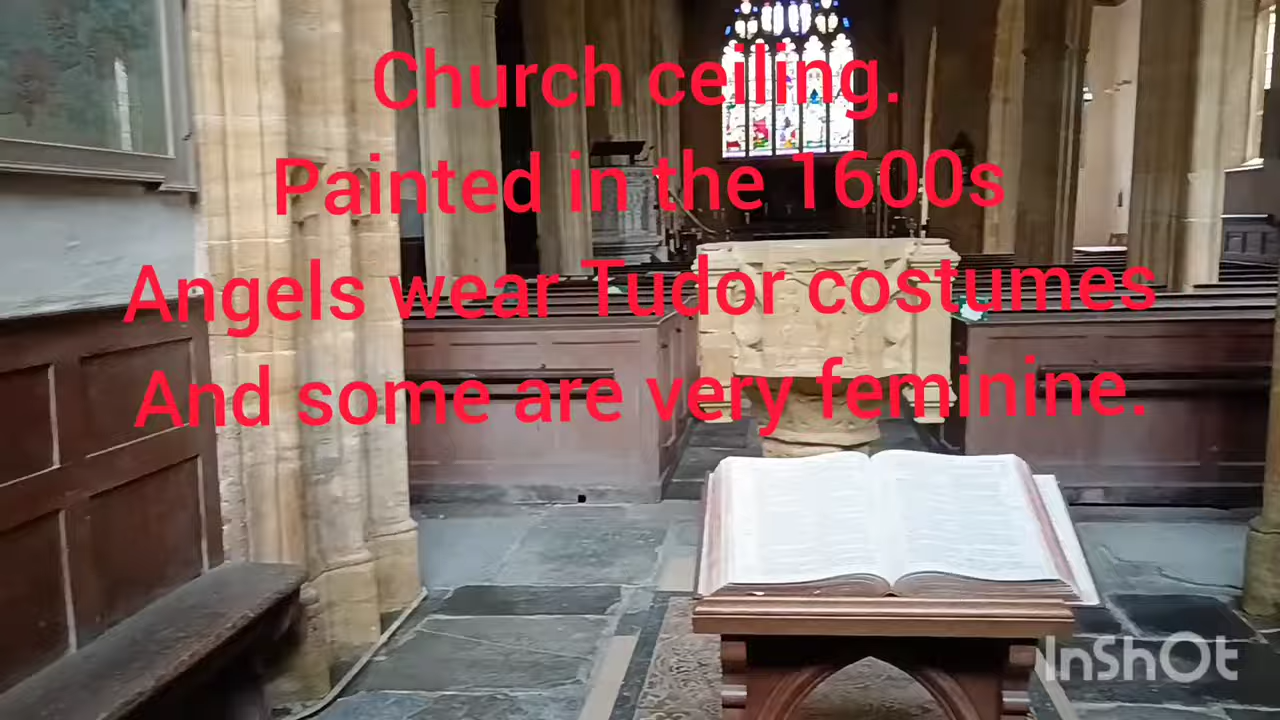 Church ceiling.
Painted in the 1600s
Angels wear Tudor costumes
And some are very feminine.
InShOt